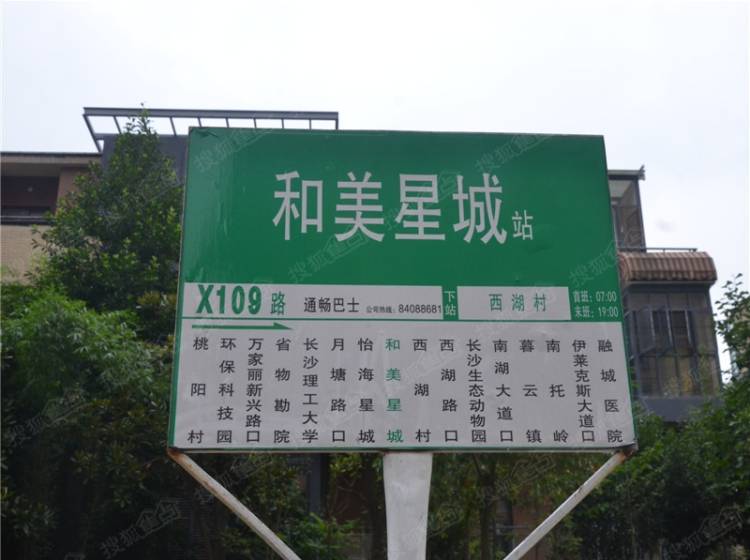 和美星城站
X109路 通畅巴士 公司热线：84088681 下站 西湖村 首班：07:00
末班：19:00
桃阳村
环保科技园
万家丽新兴路口
省物勘院
长沙理工大学
月塘路口
怡海星城
和美星城
西湖村
西湖路口
长沙生态动物园
南湖大道口
暮云镇
南托岭
伊莱克斯大道口
融城医院